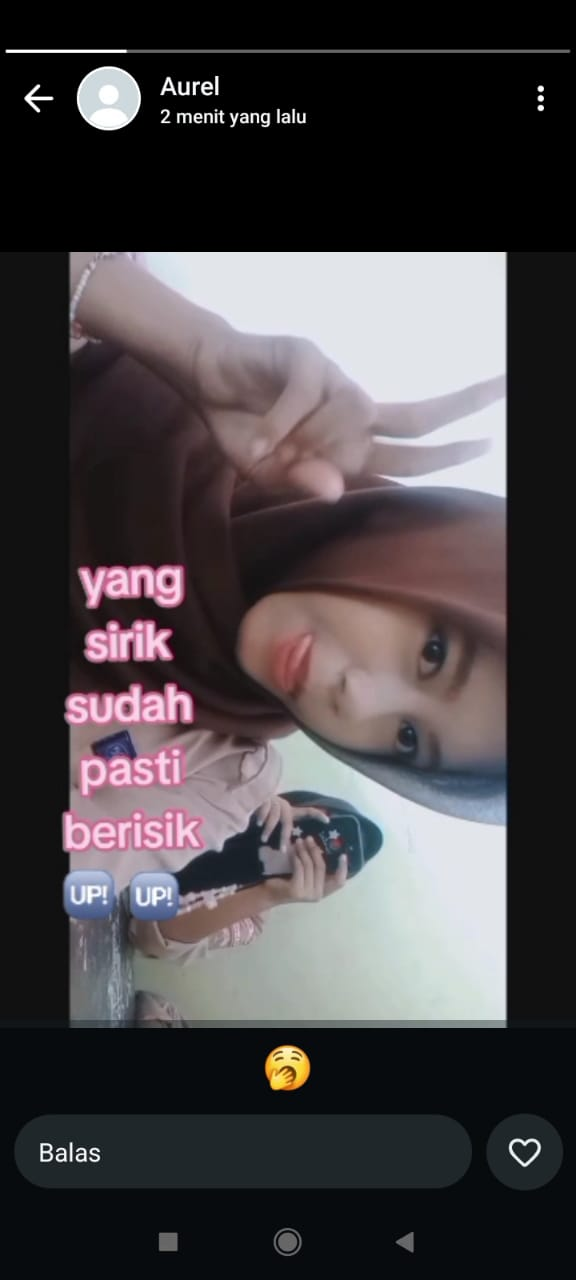 Aurel
2 menit yang lalu
yang
sirik
sudah
pasti
berisik
UP! UP!
Balas